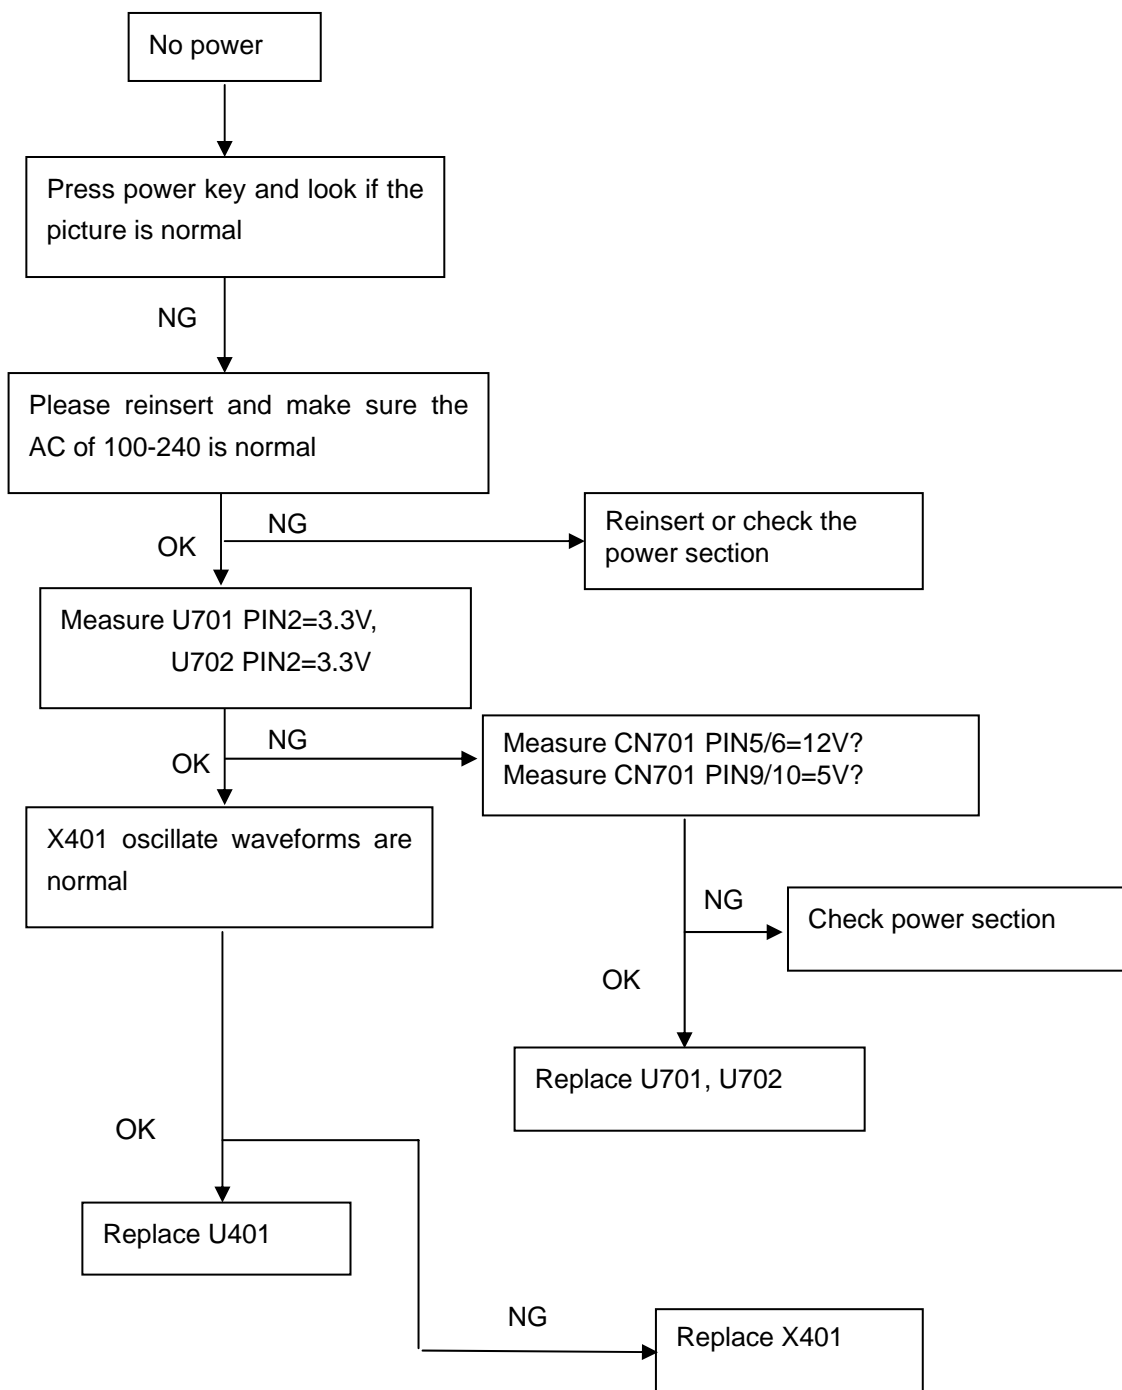 No power
Press power key and look if the
picture is normal
NG
Please reinsert and make sure the
AC of 100-240 is normal
NG
OK
Reinsert or check the
power section
Measure U701 PIN2=3.3V,
U702 PIN2=3.3V
NG
OK
Measure CN701 PIN5/6=12V?
Measure CN701 PIN9/10=5V?
X401 oscillate waveforms are
normal
NG
Check power section
OK
Replace U701, U702
OK
Replace U401
NG
Replace X401